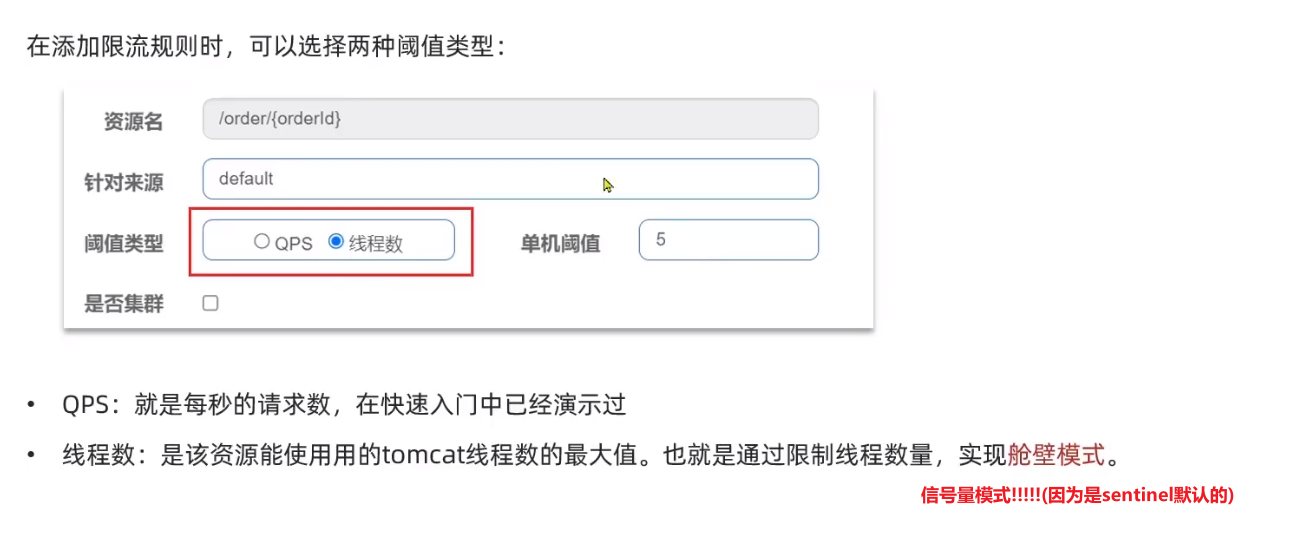 在添加限流规则时，可以选择两种阈值类型：
资源名 /order/{orderId}
针对来源 default
阈值类型 QPS 线程数 单机阈值 5
是否集群
• QPS：就是每秒的请求数，在快速入门中已经演示过
• 线程数：是该资源能使用用的tomcat线程数的最大值。也就是通过限制线程数量，实现舱壁模式。
信号量模式!!!!!(因为是sentinel默认的)